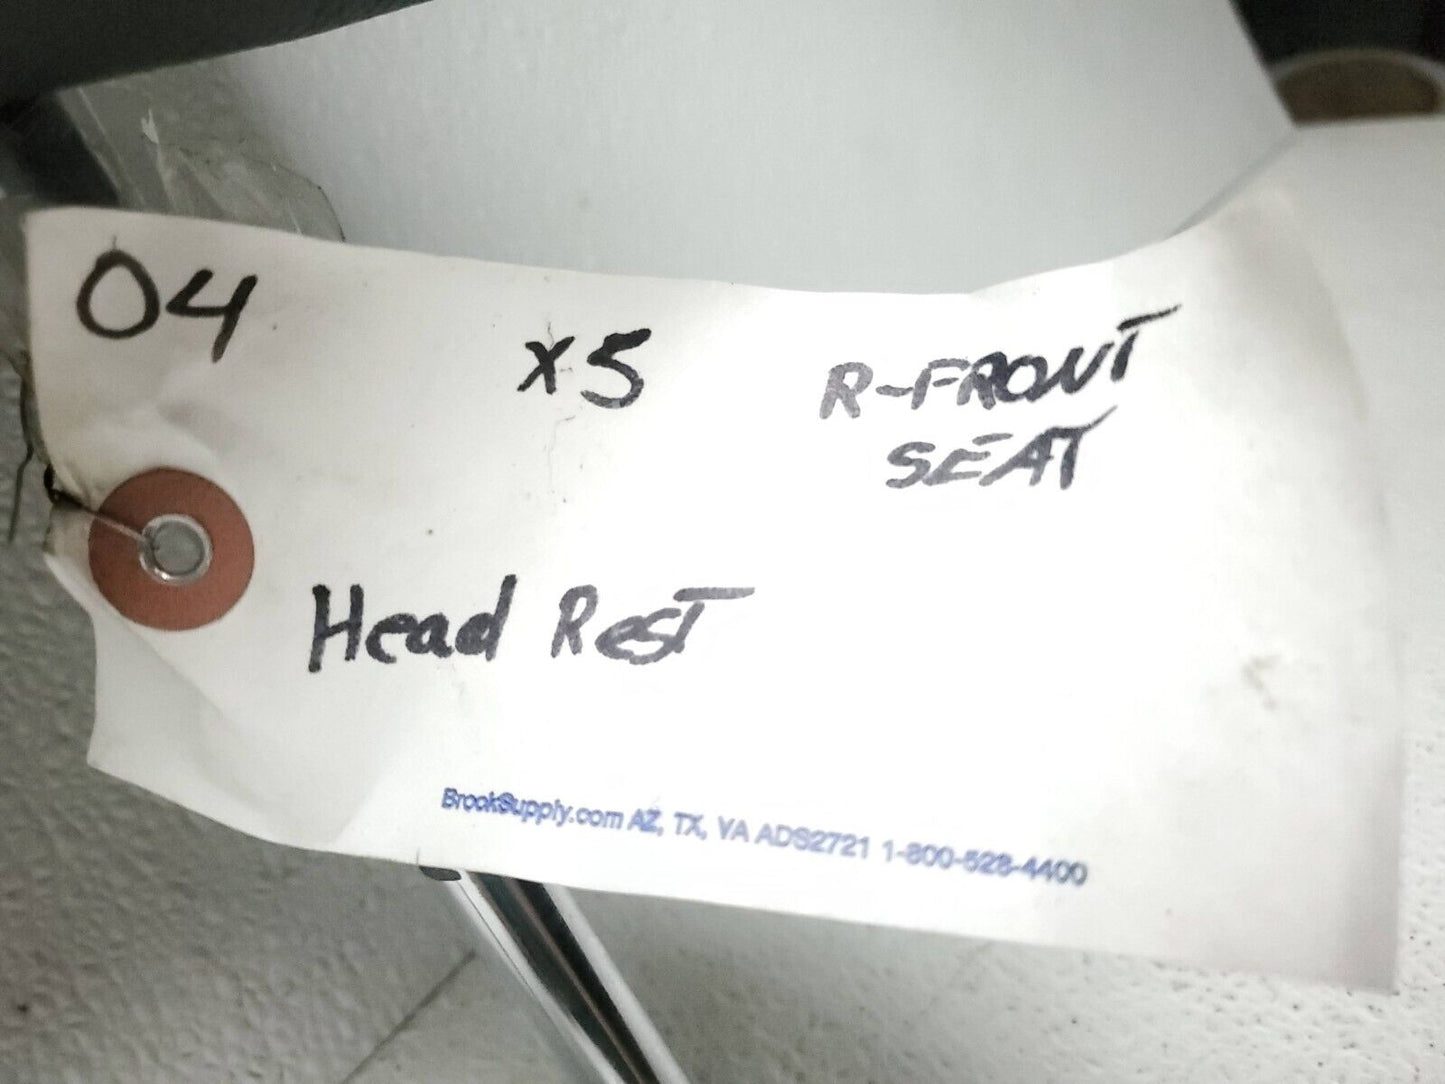 04 X5 R-FRONT
SEAT
Head Rest
BrookSupply.com AZ, TX, VA ADS2721 1-800-528-4400